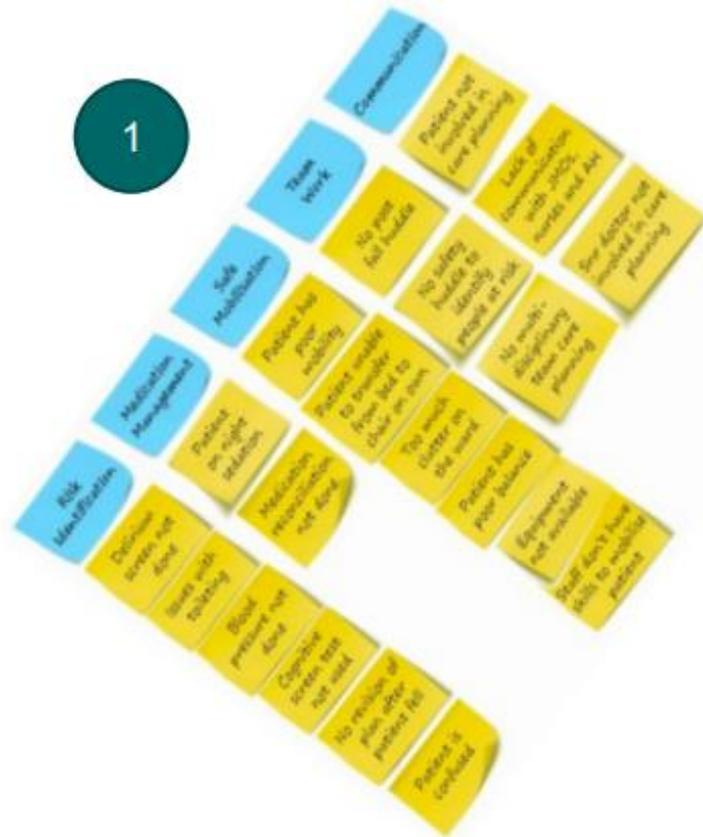 1
Communication
Patient not
involved in
care planning
Lack of
communication
with JMOs,
nurses and AH
Snr doctor not
involved in care
planning
Team
Work
No post
fall huddle
No safety
huddle to
identify
people at risk
No multi-
disciplinary
team care
planning
Safe
Mobilisation
Patient has
poor
mobility
Patient unable
to transfer
from bed to
chair on own
Too much
clutter on
the ward
Patient has
poor balance
Equipment
not available
Staff don't have
skills to mobilise
patient
Medication
Management
Patient
on night
sedation
Medication
reconciliation
not done
Risk
Identification
Delirium
screen not
done
Issues with
toileting
Blood
pressure not
done
Cognitive
screen test
not used
No revision of
plan after
patient fell
Patient is
confused